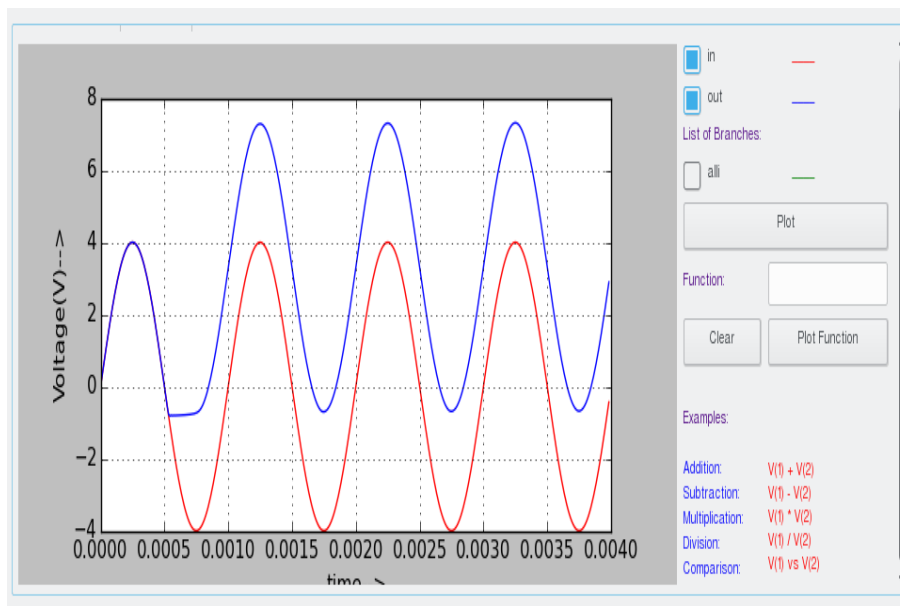 8
6
4
2
0
−2
−4
Voltage(V)-->
0.0000 0.0005 0.0010 0.0015 0.0020 0.0025 0.0030 0.0035 0.0040
in
out
List of Branches:
alli
Plot
Function:
Clear Plot Function
Examples:
Addition: V(1) + V(2)
Subtraction: V(1) - V(2)
Multiplication: V(1) * V(2)
Division: V(1) / V(2)
Comparison: V(1) vs V(2)